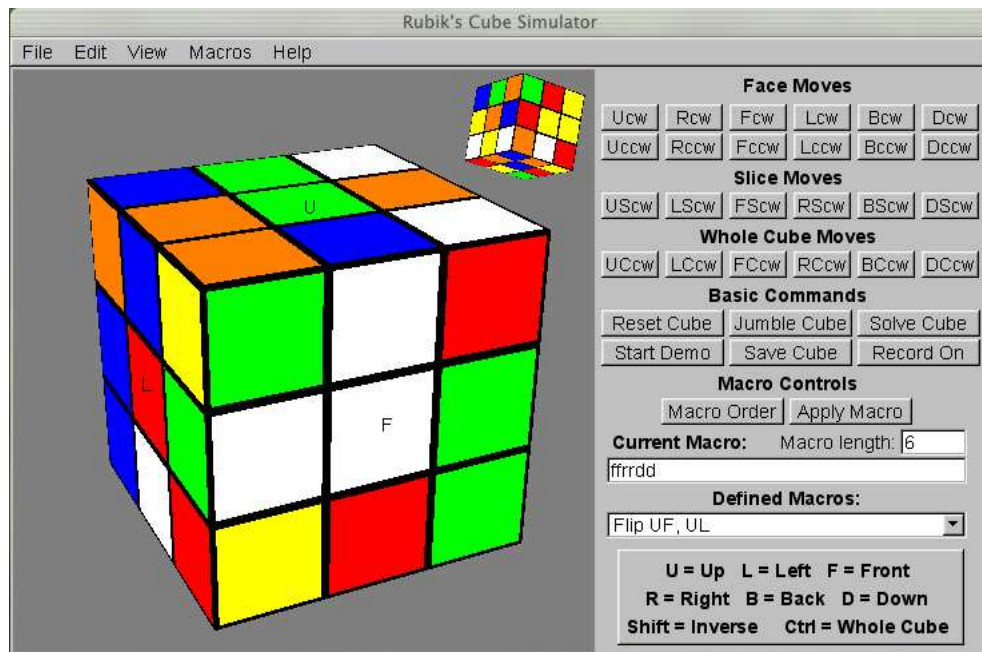 Rubik's Cube Simulator
File Edit View Macros Help
U
L
F
Face Moves
Ucw Rcw Fcw Lcw Bcw Dcw
Uccw Rccw Fccw Lccw Bccw Dccw
Slice Moves
UScw LScw FScw RScw BScw DScw
Whole Cube Moves
UCcw LCcw FCcw RCcw BCcw DCcw
Basic Commands
Reset Cube Jumble Cube Solve Cube
Start Demo Save Cube Record On
Macro Controls
Macro Order Apply Macro
Current Macro: Macro length: 6
ffrrdd
Defined Macros:
Flip UF, UL
U = Up L = Left F = Front
R = Right B = Back D = Down
Shift = Inverse Ctrl = Whole Cube